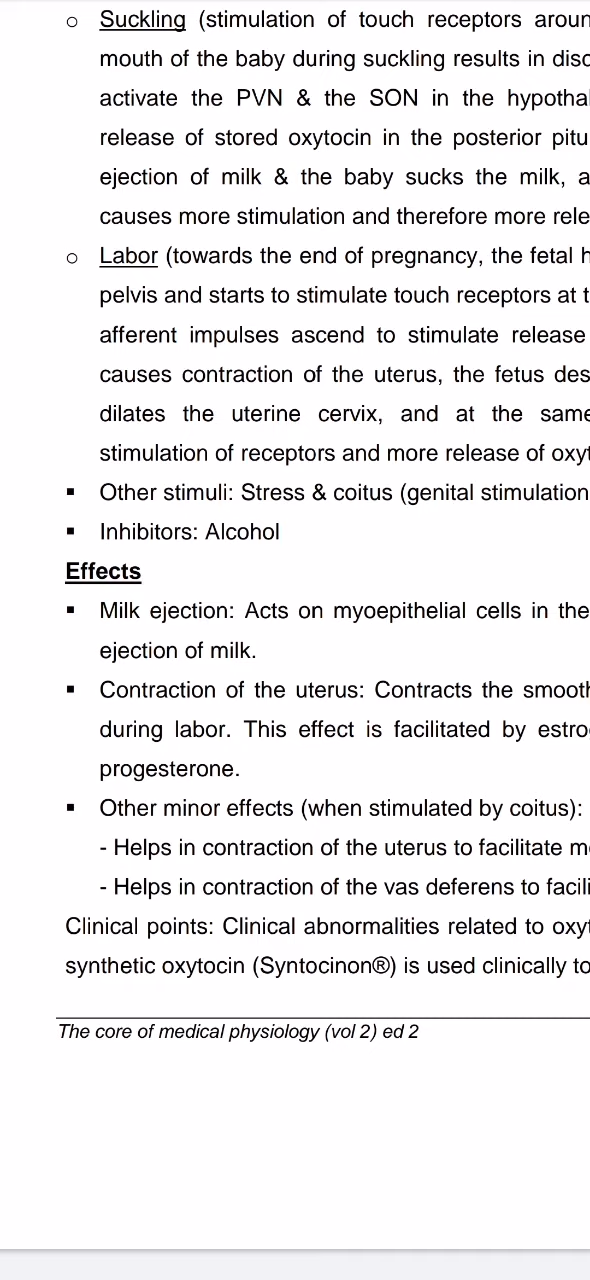 ○ Suckling (stimulation of touch receptors aroun
mouth of the baby during suckling results in disc
activate the PVN & the SON in the hypothal
release of stored oxytocin in the posterior pitu
ejection of milk & the baby sucks the milk, a
causes more stimulation and therefore more rele
○ Labor (towards the end of pregnancy, the fetal h
pelvis and starts to stimulate touch receptors at t
afferent impulses ascend to stimulate release
causes contraction of the uterus, the fetus des
dilates the uterine cervix, and at the same
stimulation of receptors and more release of oxyt
▪ Other stimuli: Stress & coitus (genital stimulation
▪ Inhibitors: Alcohol
Effects
▪ Milk ejection: Acts on myoepithelial cells in the
ejection of milk.
▪ Contraction of the uterus: Contracts the smooth
during labor. This effect is facilitated by estro
progesterone.
▪ Other minor effects (when stimulated by coitus):
- Helps in contraction of the uterus to facilitate m
- Helps in contraction of the vas deferens to facili
Clinical points: Clinical abnormalities related to oxyt
synthetic oxytocin (Syntocinon®) is used clinically to
The core of medical physiology (vol 2) ed 2